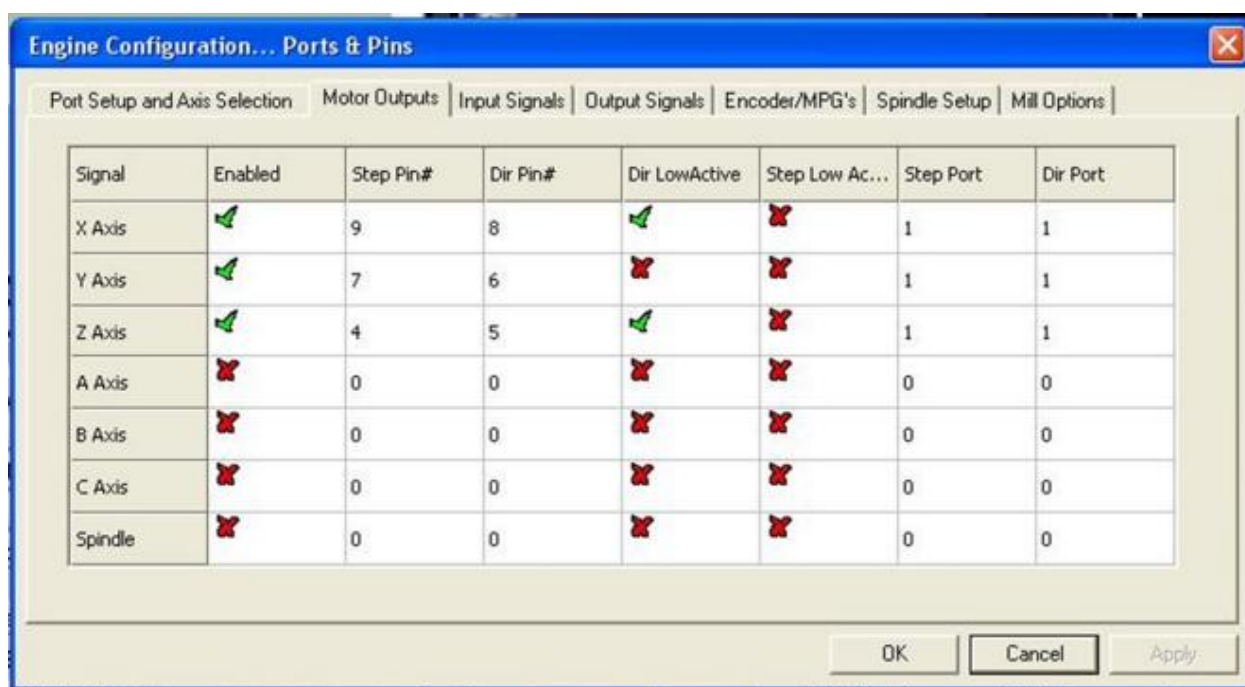 Engine Configuration... Ports & Pins
Port Setup and Axis Selection Motor Outputs Input Signals Output Signals Encoder/MPG's Spindle Setup Mill Options
Signal Enabled Step Pin# Dir Pin# Dir LowActive Step Low Ac... Step Port Dir Port
X Axis 9 8 1 1
Y Axis 7 6 1 1
Z Axis 4 5 1 1
A Axis 0 0 0 0
B Axis 0 0 0 0
C Axis 0 0 0 0
Spindle 0 0 0 0
OK Cancel Apply